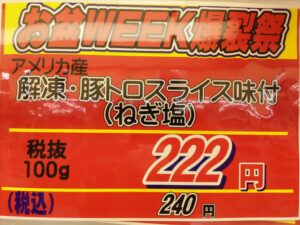 お盆WEEK爆裂祭
アメリカ産
解凍・豚トロスライス味付
(ねぎ塩)
税抜 222円
100g
(税込) 240円